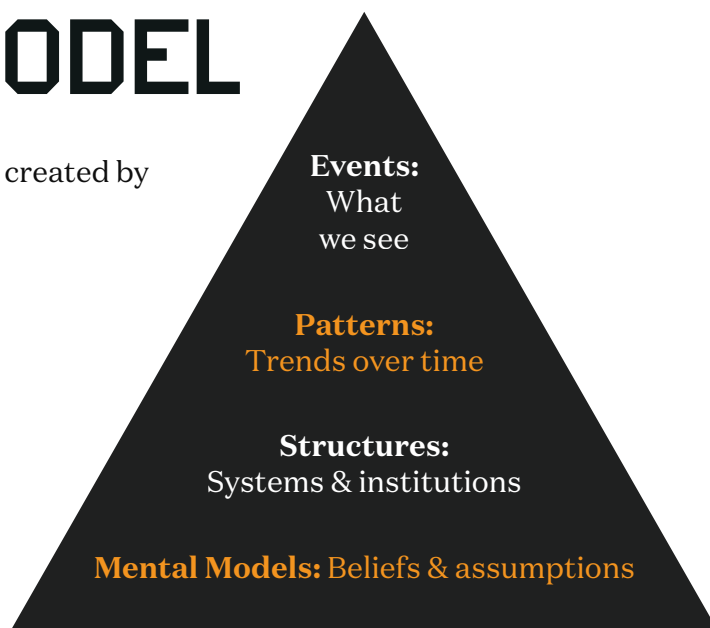 ODEL
created by
Events:
What
we see
Patterns:
Trends over time
Structures:
Systems & institutions
Mental Models: Beliefs & assumptions